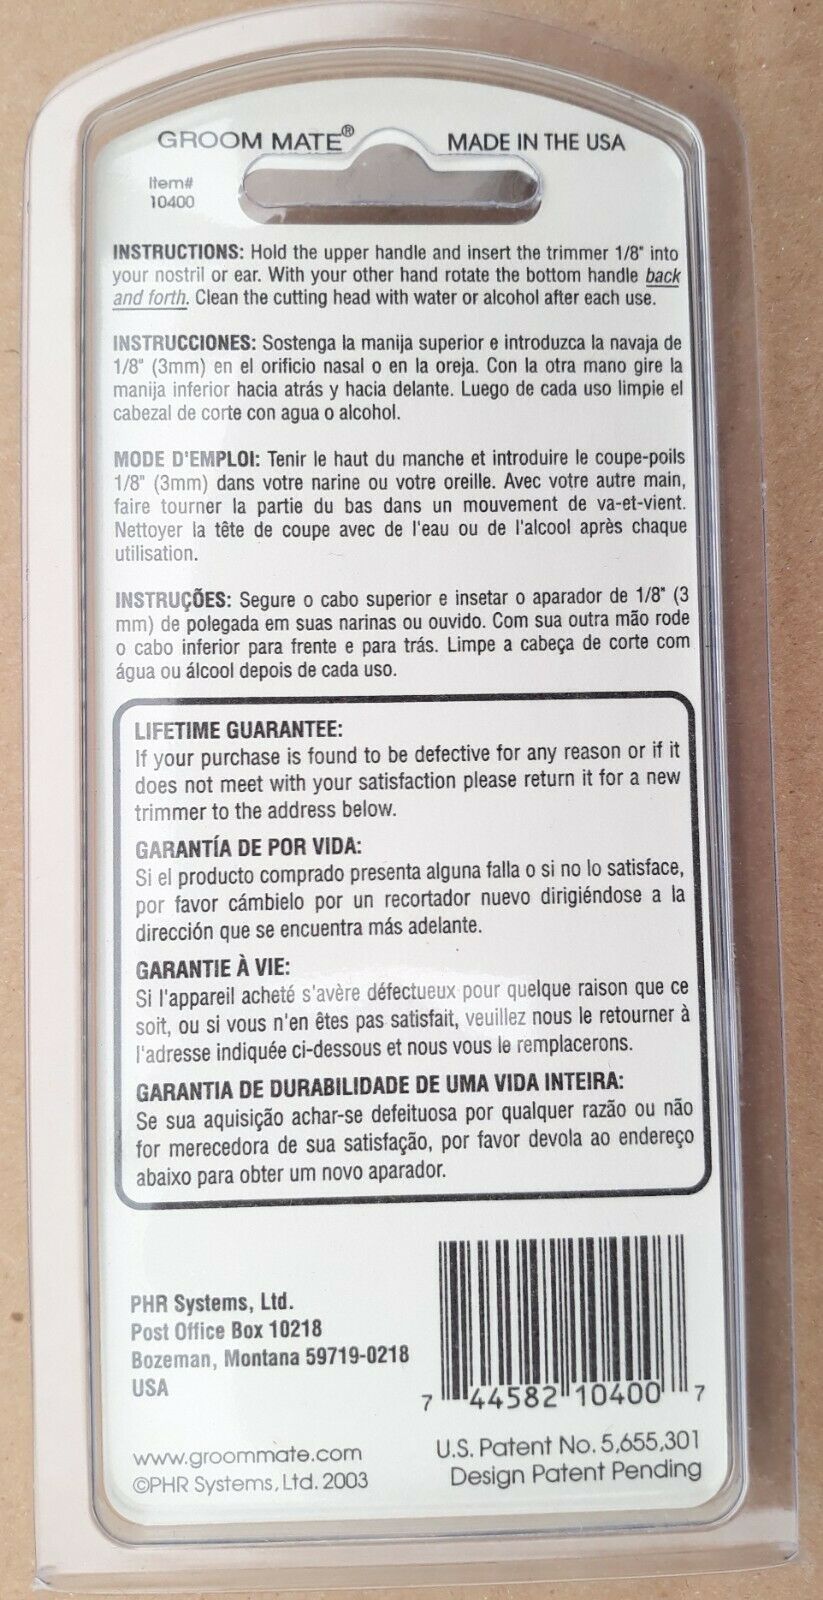 GROOM MATE® MADE IN THE USA
Item#
10400
INSTRUCTIONS: Hold the upper handle and insert the trimmer 1/8" into
your nostril or ear. With your other hand rotate the bottom handle back
and forth. Clean the cutting head with water or alcohol after each use.
INSTRUCCIONES: Sostenga la manija superior e introduzca la navaja de
1/8" (3mm) en el orificio nasal o en la oreja. Con la otra mano gire la
manija inferior hacia atrás y hacia delante. Luego de cada uso limpie el
cabezal de corte con agua o alcohol.
MODE D'EMPLOI: Tenir le haut du manche et introduire le coupe-poils
1/8" (3mm) dans votre narine ou votre oreille. Avec votre autre main,
faire tourner la partie du bas dans un mouvement de va-et-vient.
Nettoyer la tête de coupe avec de l'eau ou de l'alcool après chaque
utilisation.
INSTRUÇÕES: Segure o cabo superior e insetar o aparador de 1/8" (3
mm) de polegada em suas narinas ou ouvido. Com sua outra mão rode
o cabo inferior para frente e para trás. Limpe a cabeça de corte com
água ou álcool depois de cada uso.
LIFETIME GUARANTEE:
If your purchase is found to be defective for any reason or if it
does not meet with your satisfaction please return it for a new
trimmer to the address below.
GARANTÍA DE POR VIDA:
Si el producto comprado presenta alguna falla o si no lo satisface,
por favor cámbielo por un recortador nuevo dirigiéndose a la
dirección que se encuentra más adelante.
GARANTIE À VIE:
Si l'appareil acheté s'avère défectueux pour quelque raison que ce
soit, ou si vous n'en êtes pas satisfait, veuillez nous le retourner à
l'adresse indiquée ci-dessous et nous vous le remplacerons.
GARANTIA DE DURABILIDADE DE UMA VIDA INTEIRA:
Se sua aquisição achar-se defeituosa por qualquer razão ou não
for merecedora de sua satisfação, por favor devola ao endereço
abaixo para obter um novo aparador.
PHR Systems, Ltd.
Post Office Box 10218
Bozeman, Montana 59719-0218
USA
7 44582 10400 7
www.groommate.com
©PHR Systems, Ltd. 2003
U.S. Patent No. 5,655,301
Design Patent Pending